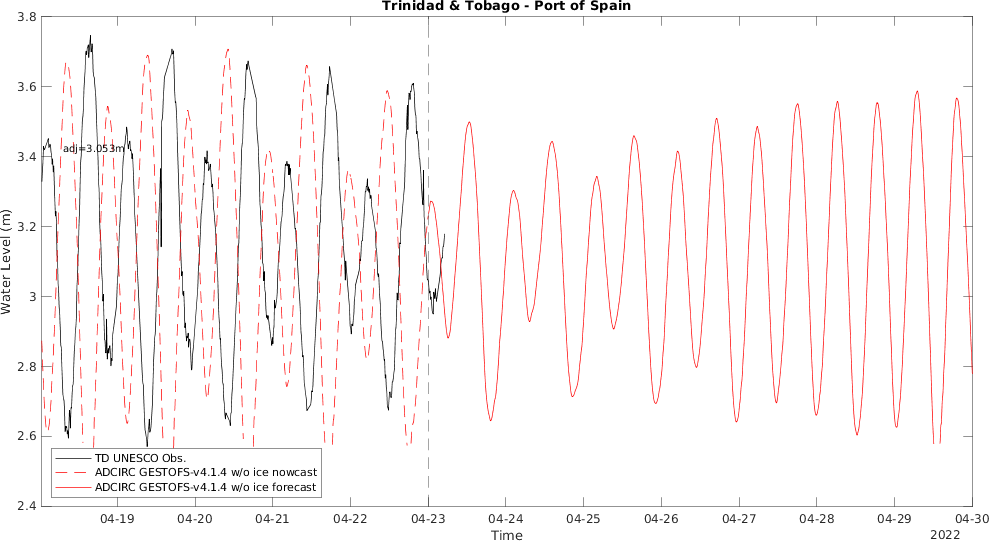 Trinidad & Tobago - Port of Spain
3.8
3.6
3.4
3.2
3
2.8
2.6
2.4
Water Level (m)
adj=3.053m
TD UNESCO Obs.
ADCIRC GESTOFS-v4.1.4 w/o ice nowcast
ADCIRC GESTOFS-v4.1.4 w/o ice forecast
04-19 04-20 04-21 04-22 04-23 04-24 04-25 04-26 04-27 04-28 04-29 04-30
Time
2022